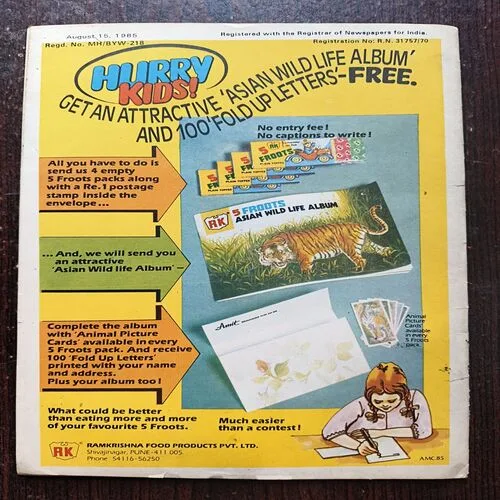 August 15, 1985
Registered with the Registrar of Newspapers for India.
Regd. No. MH/BYW-218
Registration No: R.N. 31757/70
HURRY
KIDS!
GET AN ATTRACTIVE 'ASIAN WILD LIFE ALBUM'
AND 100 'FOLD UP LETTERS'-FREE.
No entry fee!
No captions to write!
All you have to do is
send us 4 empty
5 Froots packs along
with a Re.1 postage
stamp inside the
envelope...
5
FROOTS
RK
5 FROOTS
ASIAN WILD LIFE ALBUM
... And, we will send you
an attractive
'Asian Wild life Album' –
Amit
Animal
Picture
Cards
available
in every
5 Froots
pack.
Complete the album
with 'Animal Picture
Cards' available in every
5 Froots pack. And receive
100 'Fold Up Letters'
printed with your name
and address.
Plus your album too!
What could be better
than eating more and more
of your favourite 5 Froots.
Much easier
than a contest!
RK
RAMKRISHNA FOOD PRODUCTS PVT. LTD.
Shivajinagar, PUNE-411 005.
Phone: 54116-56250
AMC.85